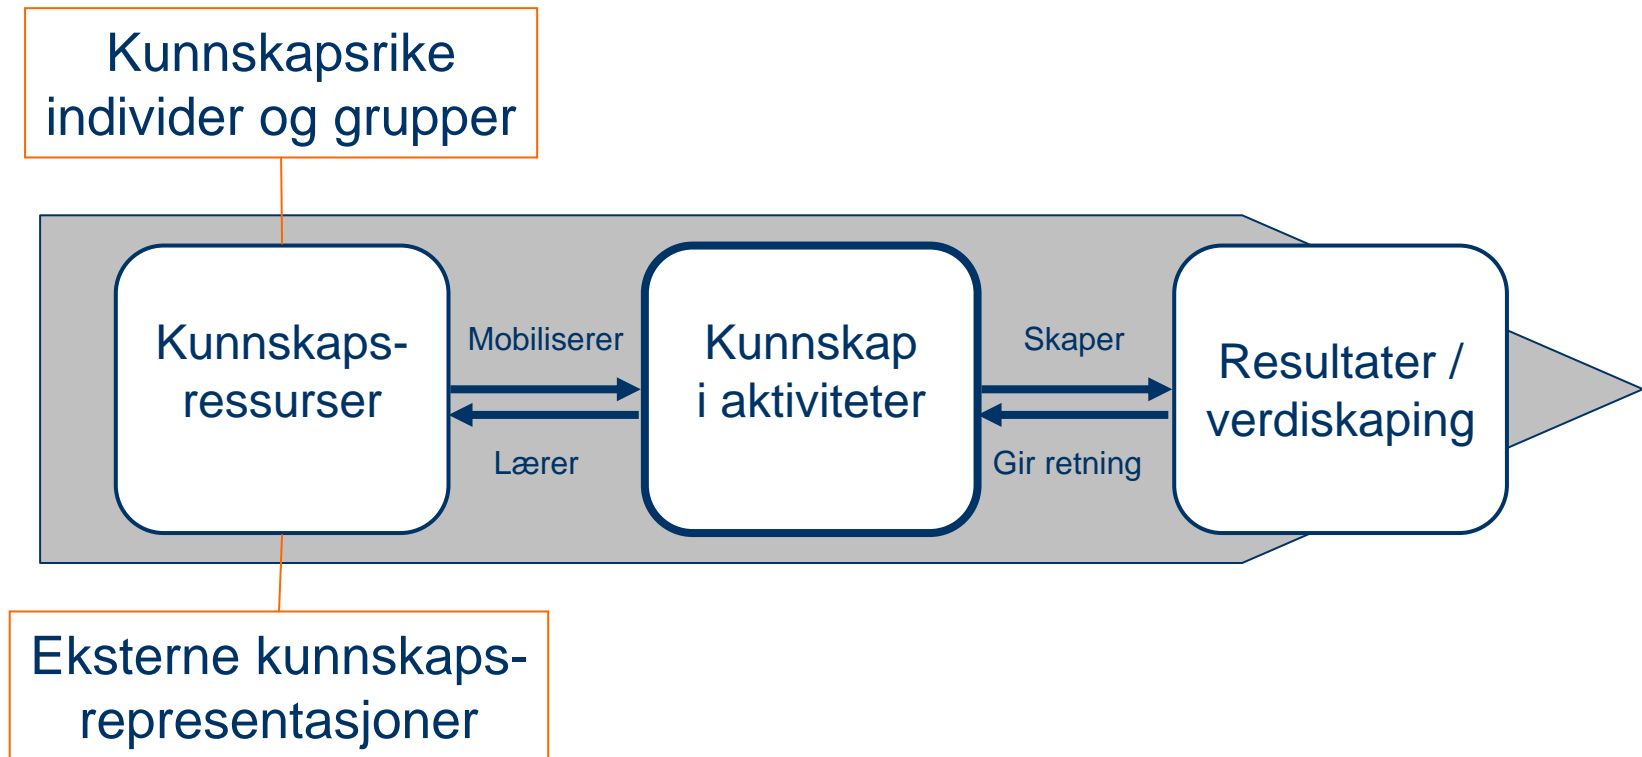 Kunnskapsrike
individer og grupper
Kunnskaps-
ressurser
Mobiliserer
Lærer
Kunnskap
i aktiviteter
Skaper
Gir retning
Resultater /
verdiskaping
Eksterne kunnskaps-
representasjoner